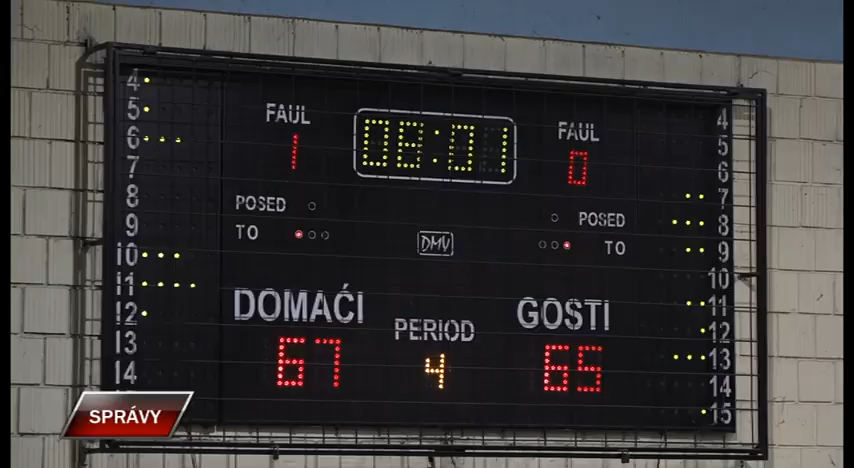 4 4
5 FAUL 08:01 FAUL 5
6 1 0 6
7 7
8 POSED POSED 8
9 TO DMV TO 9
10 10
11 DOMAĆI GOSTI 11
12 PERIOD 12
13 67 4 65 13
14 14
15
SPRÁVY